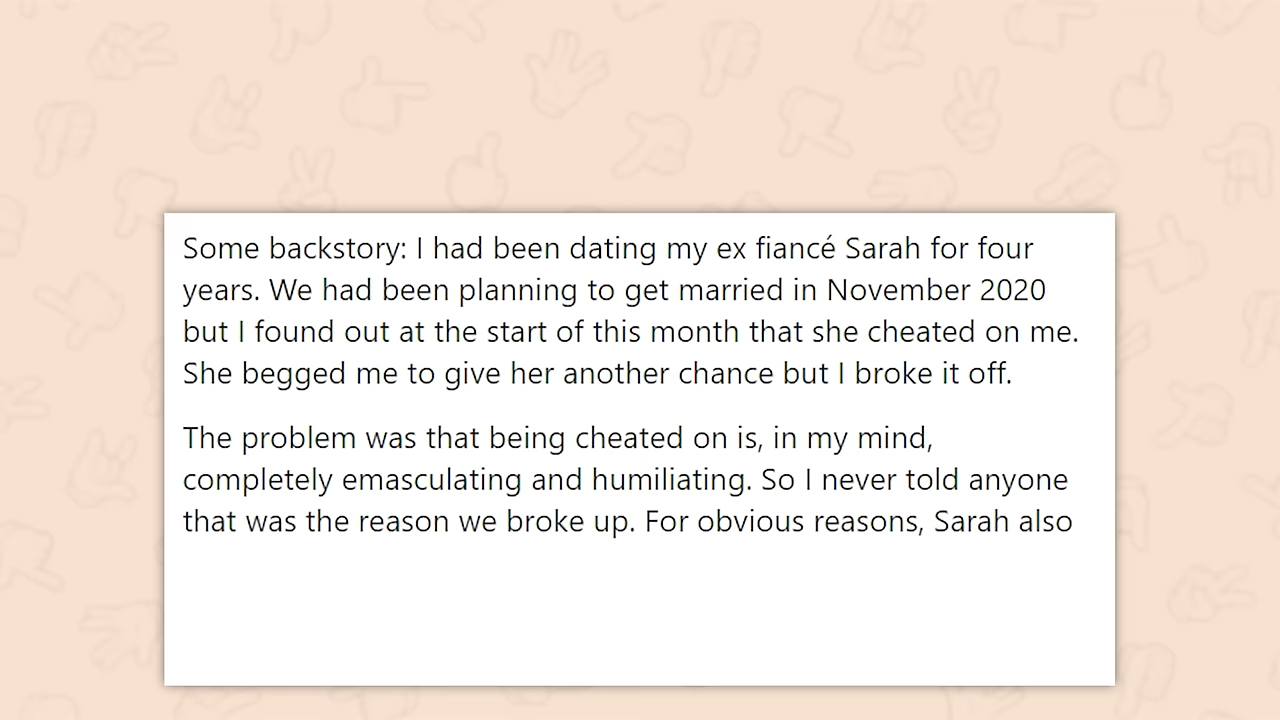 Some backstory: I had been dating my ex fiancé Sarah for four
years. We had been planning to get married in November 2020
but I found out at the start of this month that she cheated on me.
She begged me to give her another chance but I broke it off.
The problem was that being cheated on is, in my mind,
completely emasculating and humiliating. So I never told anyone
that was the reason we broke up. For obvious reasons, Sarah also